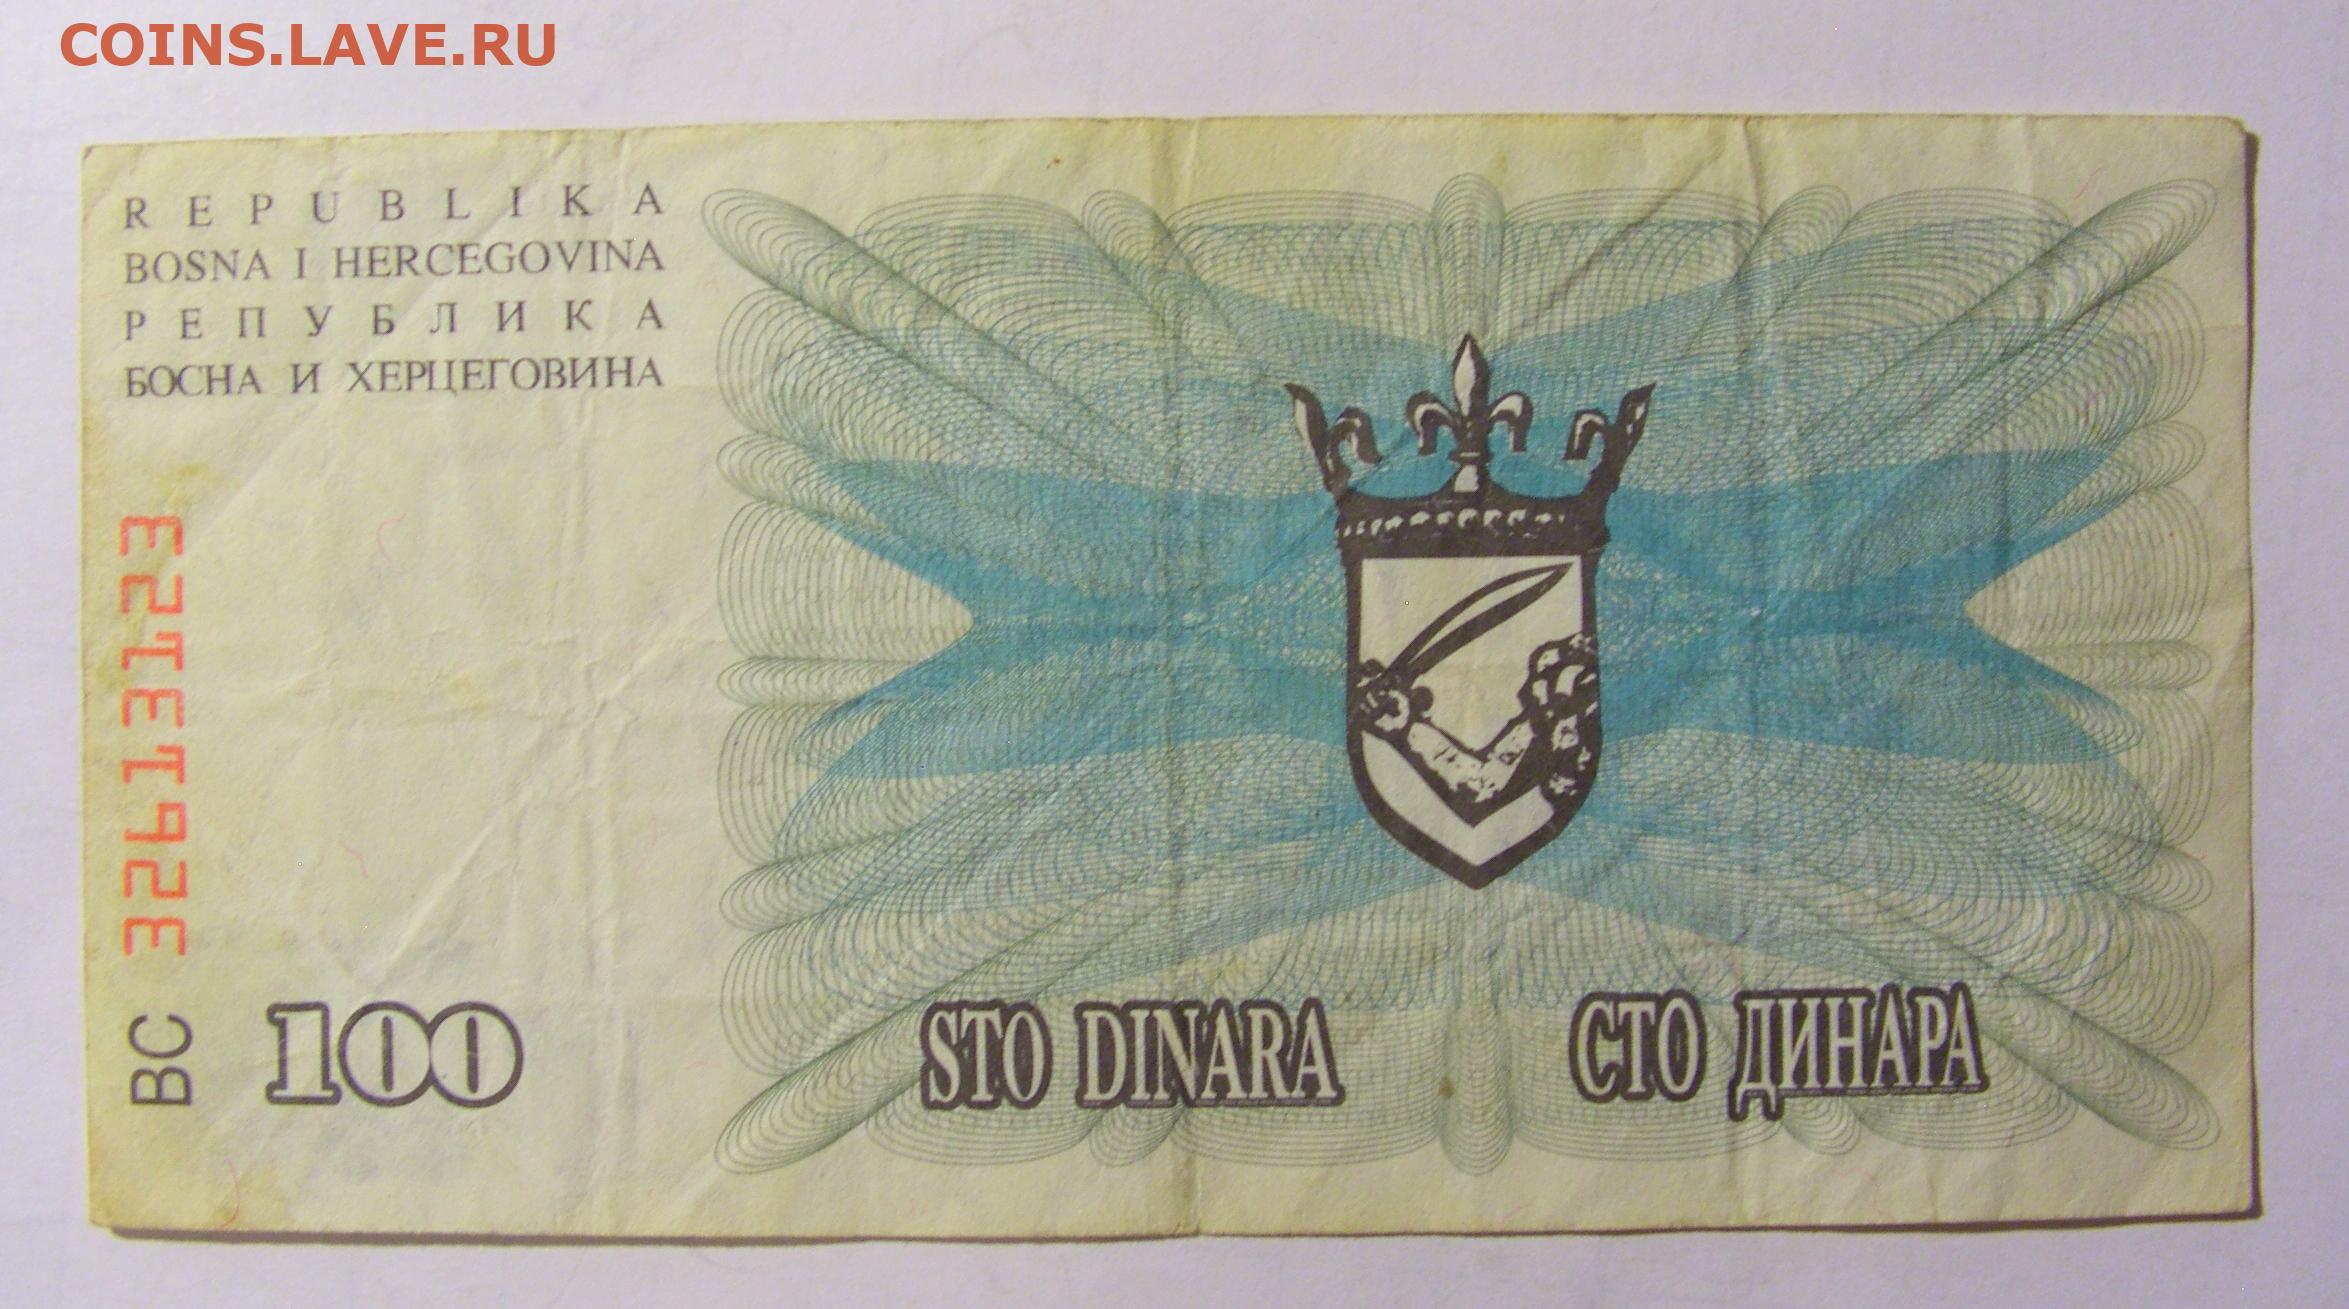 COINS.LAVE.RU
REPUBLIKA
BOSNA I HERCEGOVINA
РЕПУБЛИКА
БОСНА И ХЕРЦЕГОВИНА
BC 32613123
100
STO DINARA
СТО ДИНАРА